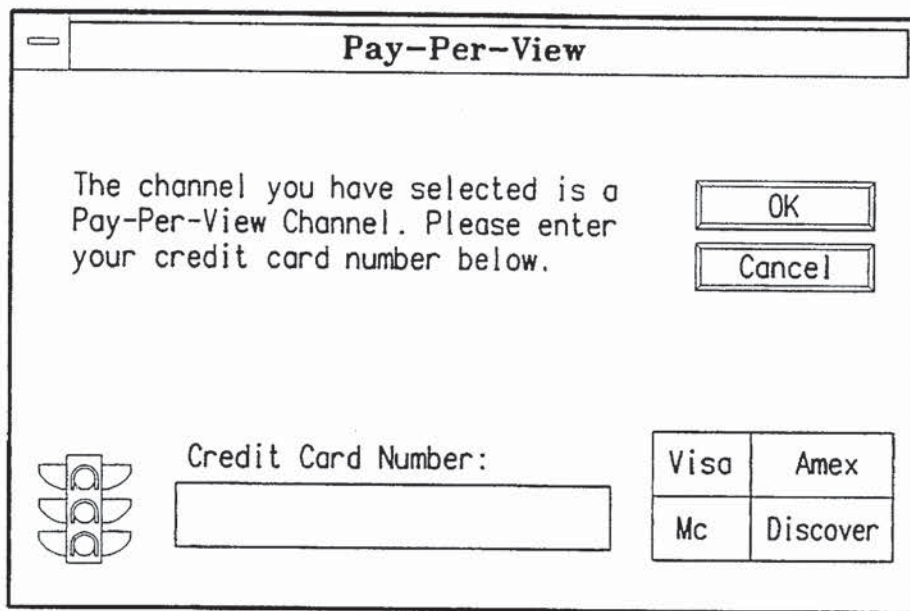 Pay-Per-View
The channel you have selected is a
Pay-Per-View Channel. Please enter
your credit card number below.
OK
Cancel
Credit Card Number:
Visa Amex
Mc Discover